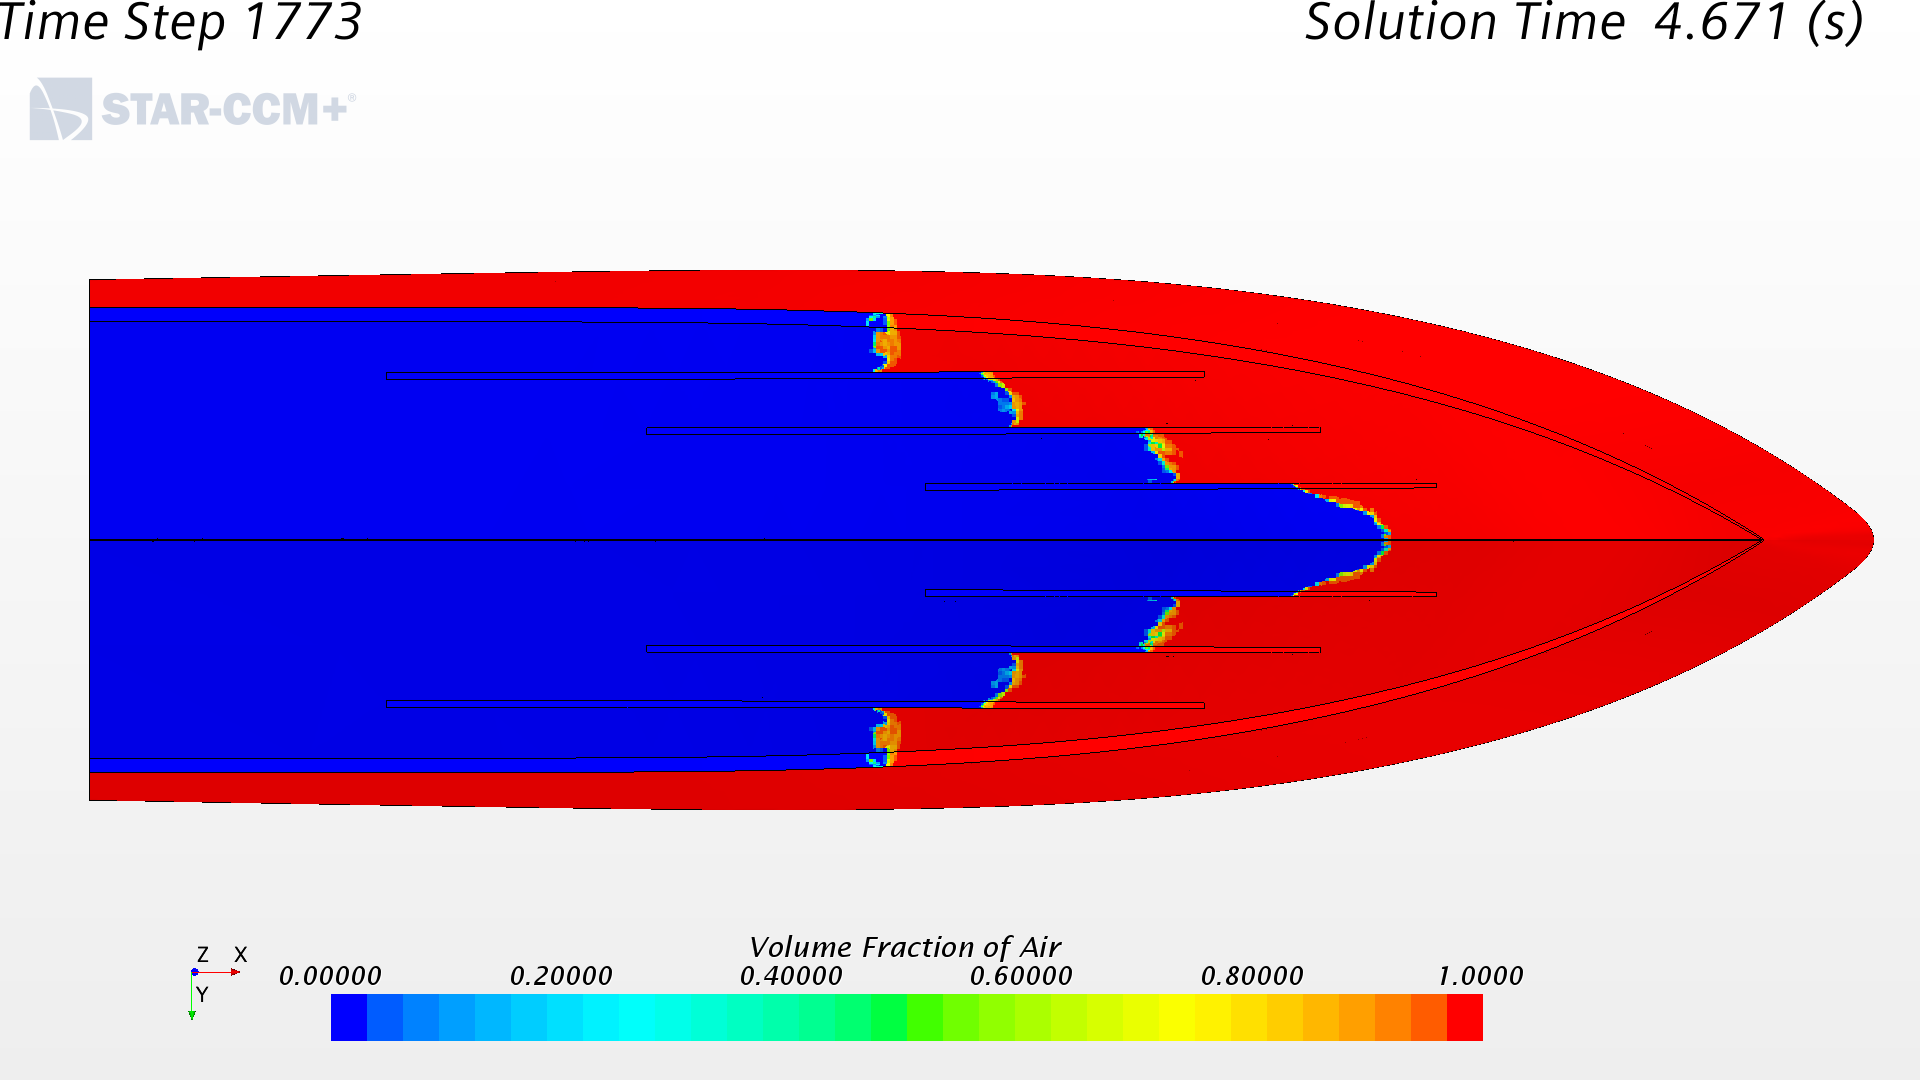 Time Step 1773
Solution Time 4.671 (s)
STAR-CCM+®
Volume Fraction of Air
Z X
Y
0.00000 0.20000 0.40000 0.60000 0.80000 1.0000